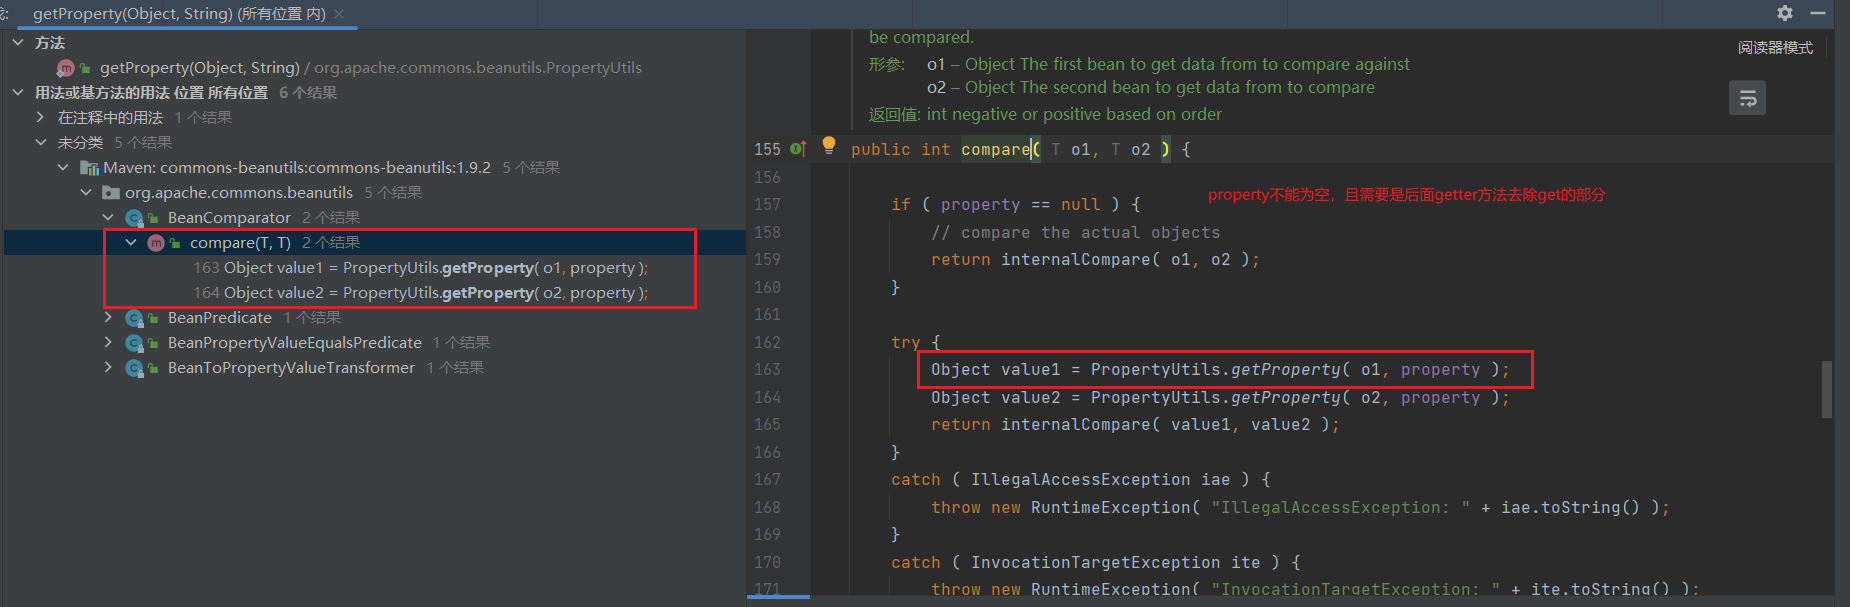 getProperty(Object, String) (所有位置 内)
方法
getProperty(Object, String) / org.apache.commons.beanutils.PropertyUtils
用法或基方法的用法 位置 所有位置 6 个结果
在注释中的用法 1 个结果
未分类 5 个结果
Maven: commons-beanutils:commons-beanutils:1.9.2 5 个结果
org.apache.commons.beanutils 5 个结果
BeanComparator 2 个结果
compare(T, T) 2 个结果
163 Object value1 = PropertyUtils.getProperty( o1, property );
164 Object value2 = PropertyUtils.getProperty( o2, property );
BeanPredicate 1 个结果
BeanPropertyValueEqualsPredicate 1 个结果
BeanToPropertyValueTransformer 1 个结果
be compared.
阅读器模式
形参: o1 – Object The first bean to get data from to compare against
o2 – Object The second bean to get data from to compare
返回值: int negative or positive based on order
155 public int compare( T o1, T o2 ) {
156
property不能为空，且需要是后面getter方法去除get的部分
157 if ( property == null ) {
158 // compare the actual objects
159 return internalCompare( o1, o2 );
160 }
161
162 try {
163 Object value1 = PropertyUtils.getProperty( o1, property );
164 Object value2 = PropertyUtils.getProperty( o2, property );
165 return internalCompare( value1, value2 );
166 }
167 catch ( IllegalAccessException iae ) {
168 throw new RuntimeException( "IllegalAccessException: " + iae.toString() );
169 }
170 catch ( InvocationTargetException ite ) {
171 throw new RuntimeException( "InvocationTargetException: " + ite.toString() );